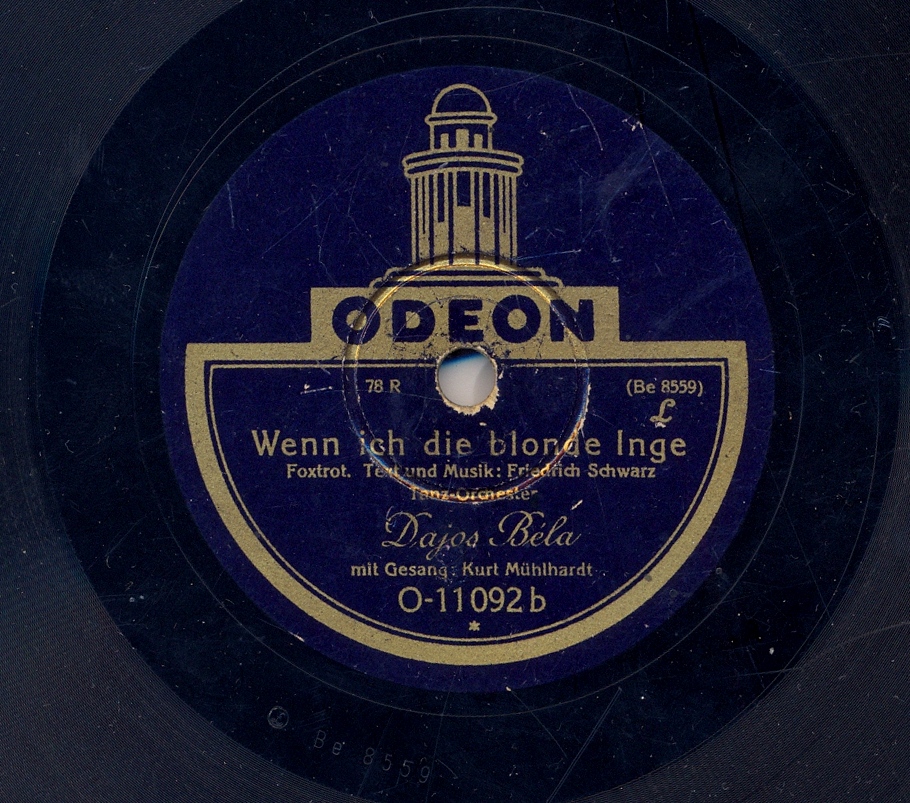 ODEON
78 R (Be 8559)
L
Wenn ich die blonde Inge
Foxtrot. Text und Musik: Friedrich Schwarz
Tanz-Orchester
Dajos Béla
mit Gesang: Kurt Mühlhardt
O-11092 b
*
Be 8559